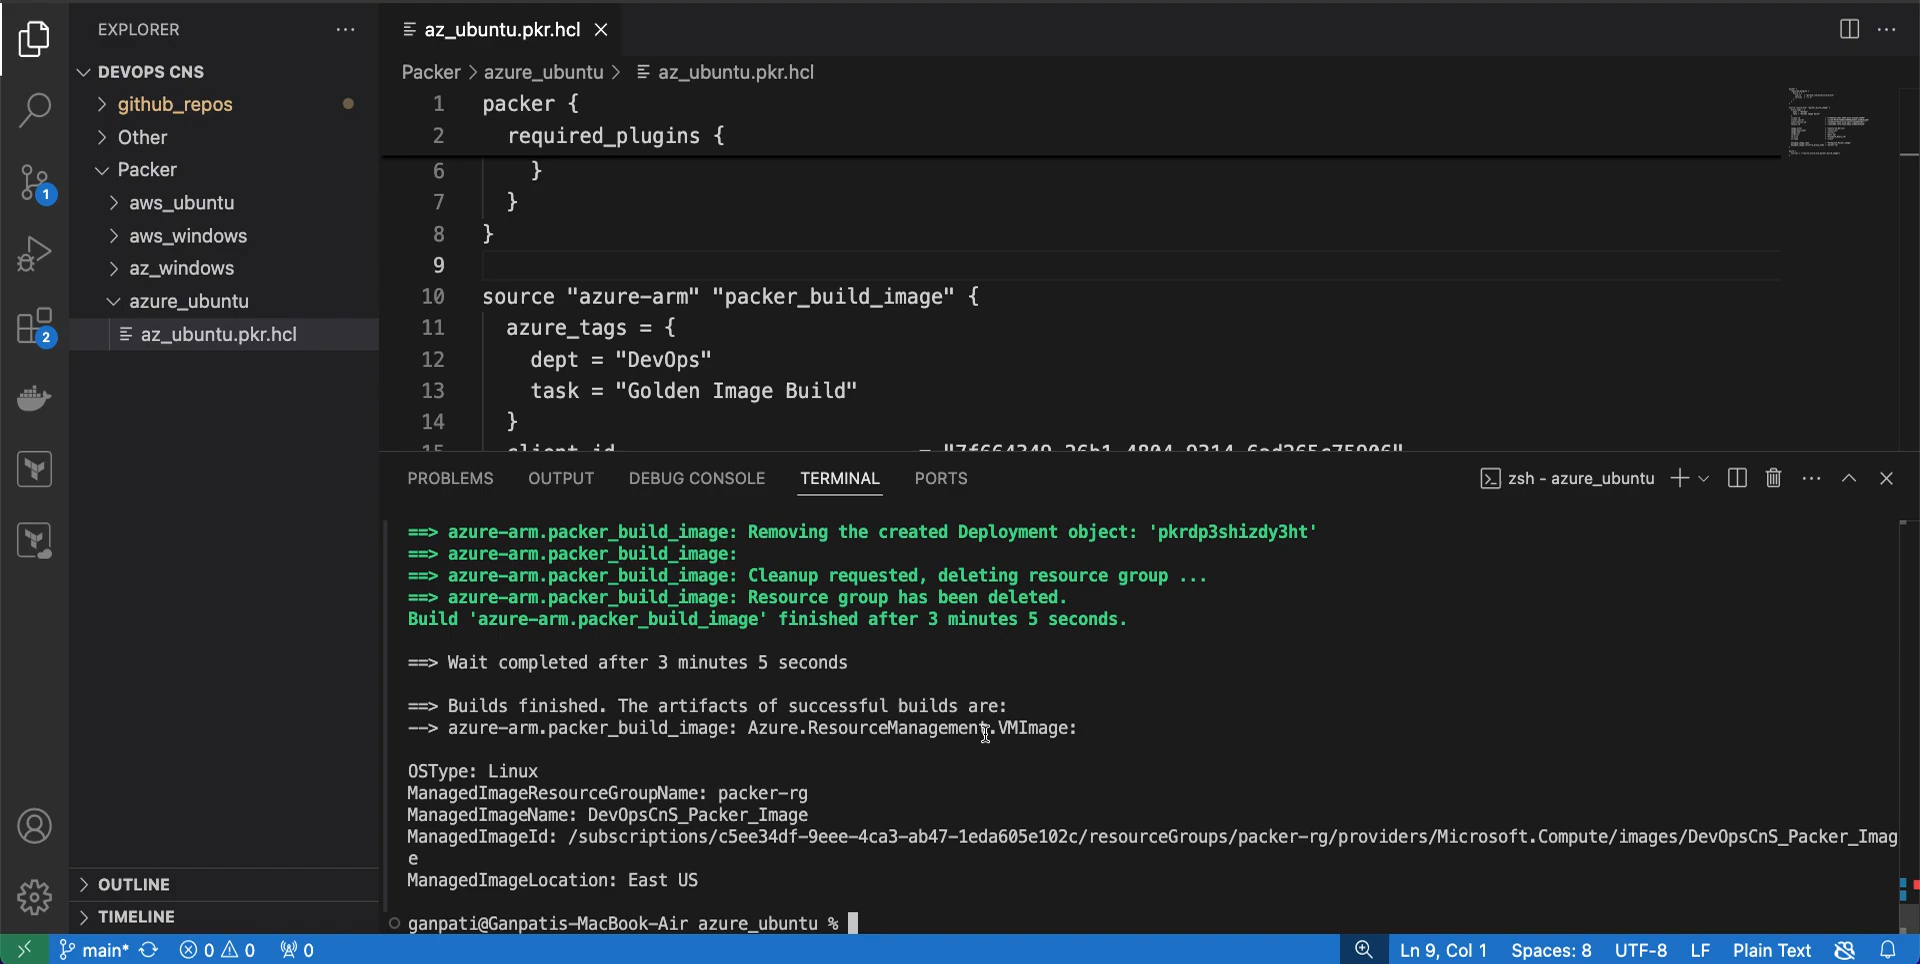 EXPLORER
DEVOPS CNS
github_repos
Other
Packer
aws_ubuntu
aws_windows
az_windows
azure_ubuntu
az_ubuntu.pkr.hcl
OUTLINE
TIMELINE
1
2
az_ubuntu.pkr.hcl
Packer > azure_ubuntu > az_ubuntu.pkr.hcl
1 packer {
2 required_plugins {
6 }
7 }
8 }
9
10 source "azure-arm" "packer_build_image" {
11 azure_tags = {
12 dept = "DevOps"
13 task = "Golden Image Build"
14 }
15 client_id =
PROBLEMS OUTPUT DEBUG CONSOLE TERMINAL PORTS
zsh - azure_ubuntu
==> azure-arm.packer_build_image: Removing the created Deployment object: 'pkrdp3shizdy3ht'
==> azure-arm.packer_build_image:
==> azure-arm.packer_build_image: Cleanup requested, deleting resource group ...
==> azure-arm.packer_build_image: Resource group has been deleted.
Build 'azure-arm.packer_build_image' finished after 3 minutes 5 seconds.
==> Wait completed after 3 minutes 5 seconds
==> Builds finished. The artifacts of successful builds are:
--> azure-arm.packer_build_image: Azure.ResourceManagement.VMImage:
OSType: Linux
ManagedImageResourceGroupName: packer-rg
ManagedImageName: DevOpsCnS_Packer_Image
ManagedImageId: /subscriptions/c5ee34df-9eee-4ca3-ab47-1eda605e102c/resourceGroups/packer-rg/providers/Microsoft.Compute/images/DevOpsCnS_Packer_Imag
e
ManagedImageLocation: East US
ganpati@Ganpatis-MacBook-Air azure_ubuntu %
main* 0 0 0
Ln 9, Col 1 Spaces: 8 UTF-8 LF Plain Text